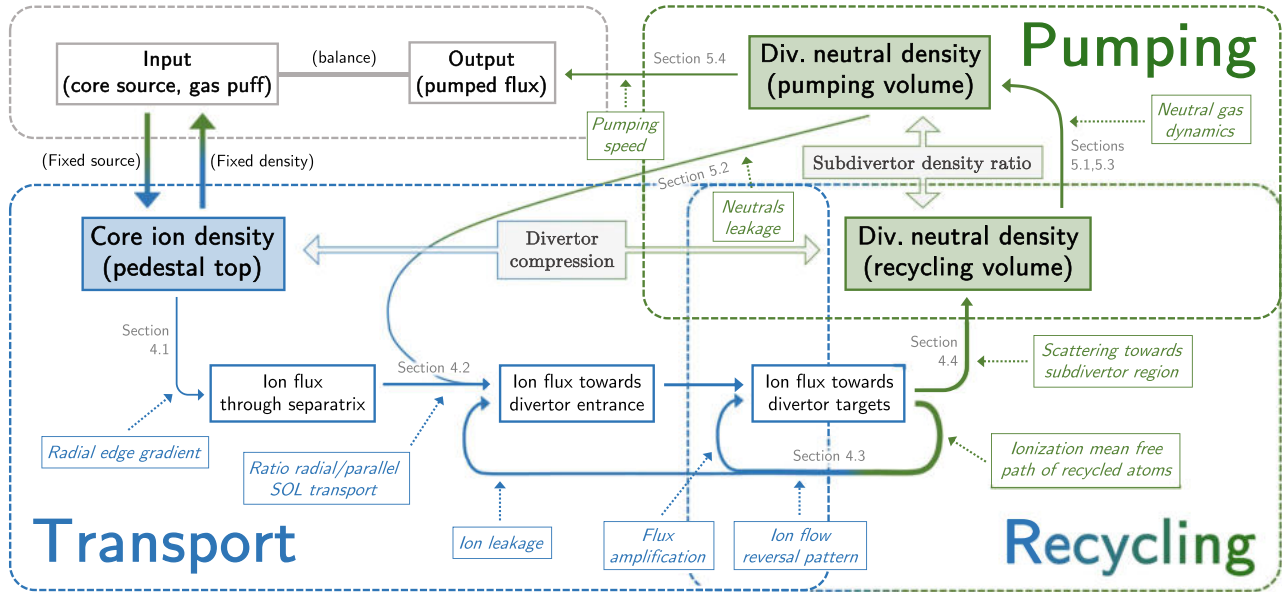 Input
(core source, gas puff)
(balance)
Output
(pumped flux)
Section 5.4
Div. neutral density
(pumping volume)
Pumping
Pumping
speed
Neutral gas
dynamics
Sections
5.1,5.3
(Fixed source)
(Fixed density)
Subdivertor density ratio
Section 5.2
Neutrals
leakage
Core ion density
(pedestal top)
Divertor
compression
Div. neutral density
(recycling volume)
Section
4.1
Section 4.2
Section
4.4
Scattering towards
subdivertor region
Ion flux
through separatrix
Ion flux towards
divertor entrance
Ion flux towards
divertor targets
Radial edge gradient
Ratio radial/parallel
SOL transport
Section 4.3
Ionization mean free
path of recycled atoms
Transport
Ion leakage
Flux
amplification
Ion flow
reversal pattern
Recycling